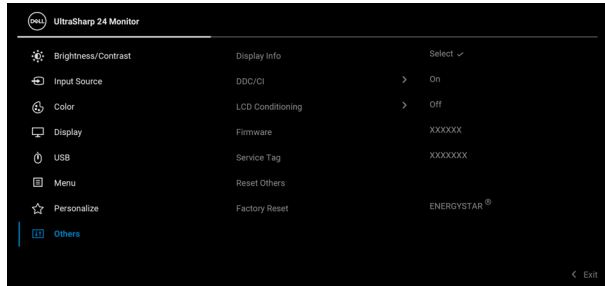 DELL UltraSharp 24 Monitor
Brightness/Contrast Display Info Select ✓
Input Source DDC/CI > On
Color LCD Conditioning > Off
Display Firmware XXXXXX
USB Service Tag XXXXXXX
Menu Reset Others
Personalize Factory Reset ENERGYSTAR ®
Others
< Exit